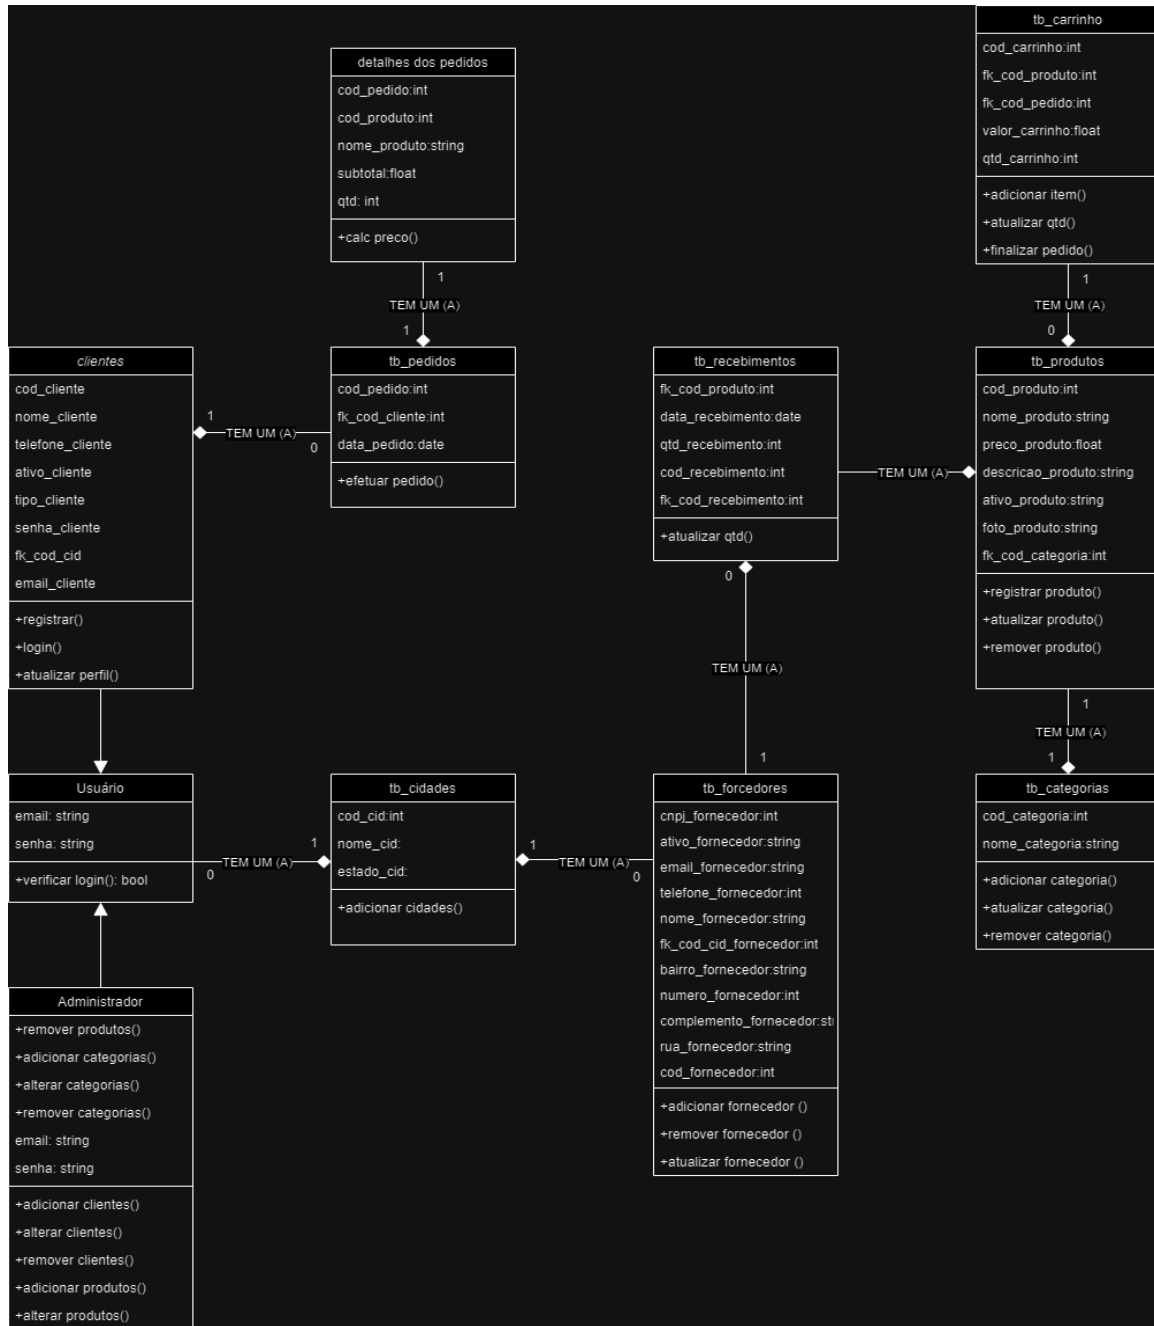 tb_carrinho
cod_carrinho:int
fk_cod_produto:int
fk_cod_pedido:int
valor_carrinho:float
qtd_carrinho:int
+adicionar item()
+atualizar qtd()
+finalizar pedido()
1
TEM UM (A)
0
detalhes dos pedidos
cod_pedido:int
cod_produto:int
nome_produto:string
subtotal:float
qtd: int
+calc preco()
1
TEM UM (A)
1
clientes
cod_cliente
nome_cliente
telefone_cliente
ativo_cliente
tipo_cliente
senha_cliente
fk_cod_cid
email_cliente
+registrar()
+login()
+atualizar perfil()
1
TEM UM (A)
0
tb_pedidos
cod_pedido:int
fk_cod_cliente:int
data_pedido:date
+efetuar pedido()
tb_recebimentos
fk_cod_produto:int
data_recebimento:date
qtd_recebimento:int
cod_recebimento:int
fk_cod_recebimento:int
+atualizar qtd()
TEM UM (A)
0
TEM UM (A)
1
tb_produtos
cod_produto:int
nome_produto:string
preco_produto:float
descricao_produto:string
ativo_produto:string
foto_produto:string
fk_cod_categoria:int
+registrar produto()
+atualizar produto()
+remover produto()
1
TEM UM (A)
1
Usuário
email: string
senha: string
+verificar login(): bool
1
TEM UM (A)
0
tb_cidades
cod_cid:int
nome_cid:
estado_cid:
+adicionar cidades()
1
TEM UM (A)
0
tb_forcedores
cnpj_fornecedor:int
ativo_fornecedor:string
email_fornecedor:string
telefone_fornecedor:int
nome_fornecedor:string
fk_cod_cid_fornecedor:int
bairro_fornecedor:string
numero_fornecedor:int
complemento_fornecedor:str
rua_fornecedor:string
cod_fornecedor:int
+adicionar fornecedor ()
+remover fornecedor ()
+atualizar fornecedor ()
tb_categorias
cod_categoria:int
nome_categoria:string
+adicionar categoria()
+atualizar categoria()
+remover categoria()
Administrador
+remover produtos()
+adicionar categorias()
+alterar categorias()
+remover categorias()
email: string
senha: string
+adicionar clientes()
+alterar clientes()
+remover clientes()
+adicionar produtos()
+alterar produtos()